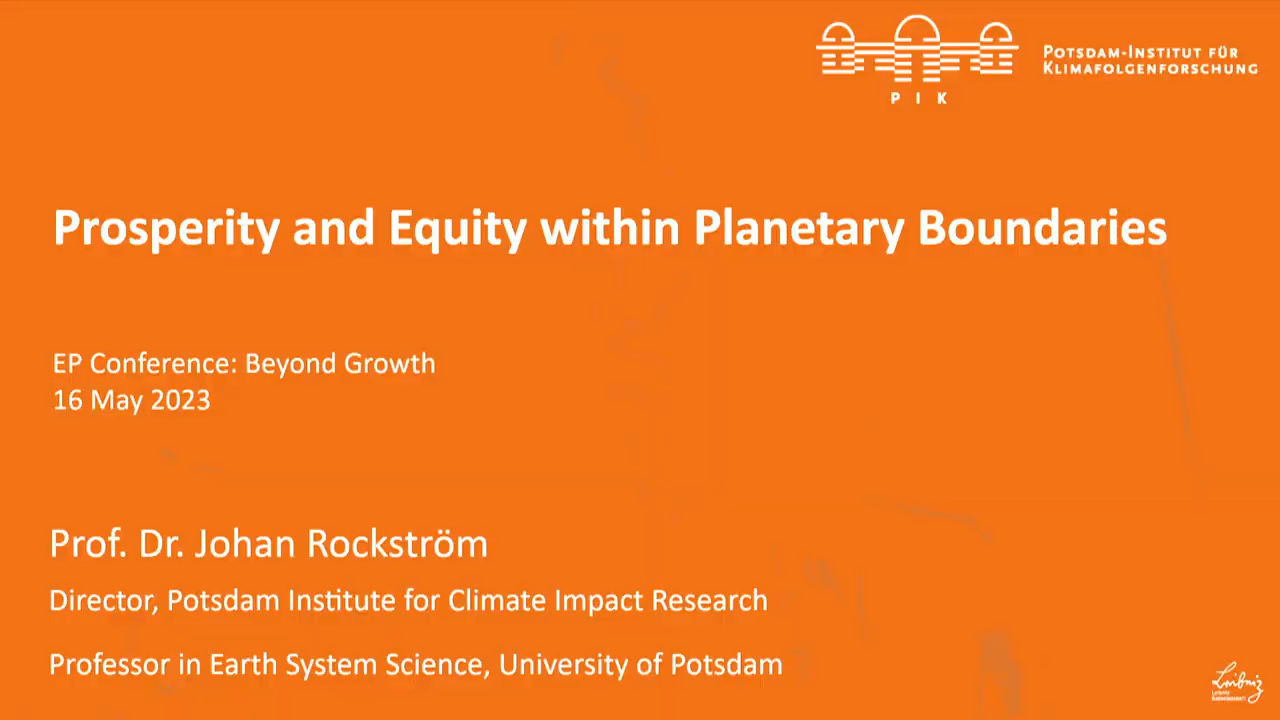 POTSDAM-INSTITUT FÜR
KLIMAFOLGENFORSCHUNG
P I K
Prosperity and Equity within Planetary Boundaries
EP Conference: Beyond Growth
16 May 2023
Prof. Dr. Johan Rockström
Director, Potsdam Institute for Climate Impact Research
Professor in Earth System Science, University of Potsdam
Leibniz